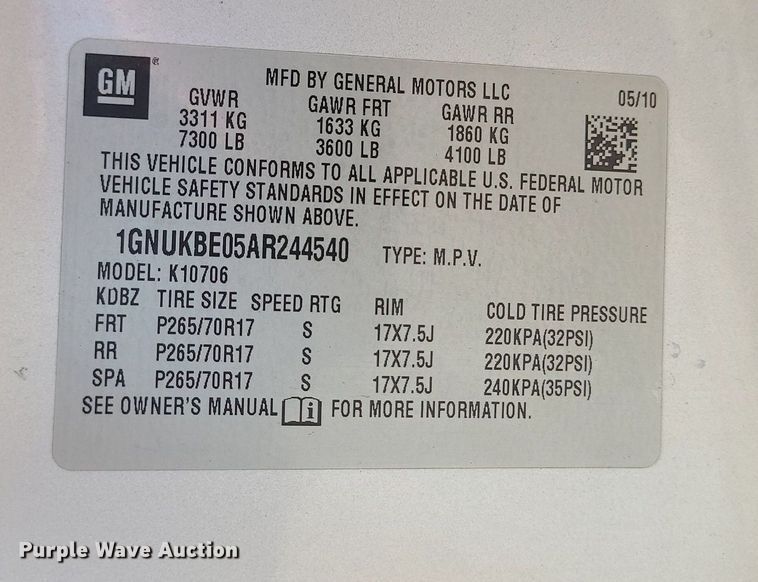 GM ®
MFD BY GENERAL MOTORS LLC
05/10
GVWR GAWR FRT GAWR RR
3311 KG 1633 KG 1860 KG
7300 LB 3600 LB 4100 LB
THIS VEHICLE CONFORMS TO ALL APPLICABLE U.S. FEDERAL MOTOR
VEHICLE SAFETY STANDARDS IN EFFECT ON THE DATE OF
MANUFACTURE SHOWN ABOVE.
1GNUKBE05AR244540 TYPE: M.P.V.
MODEL: K10706
KDBZ TIRE SIZE SPEED RTG RIM COLD TIRE PRESSURE
FRT P265/70R17 S 17X7.5J 220KPA(32PSI)
RR P265/70R17 S 17X7.5J 220KPA(32PSI)
SPA P265/70R17 S 17X7.5J 240KPA(35PSI)
SEE OWNER'S MANUAL i FOR MORE INFORMATION.
Purple Wave Auction